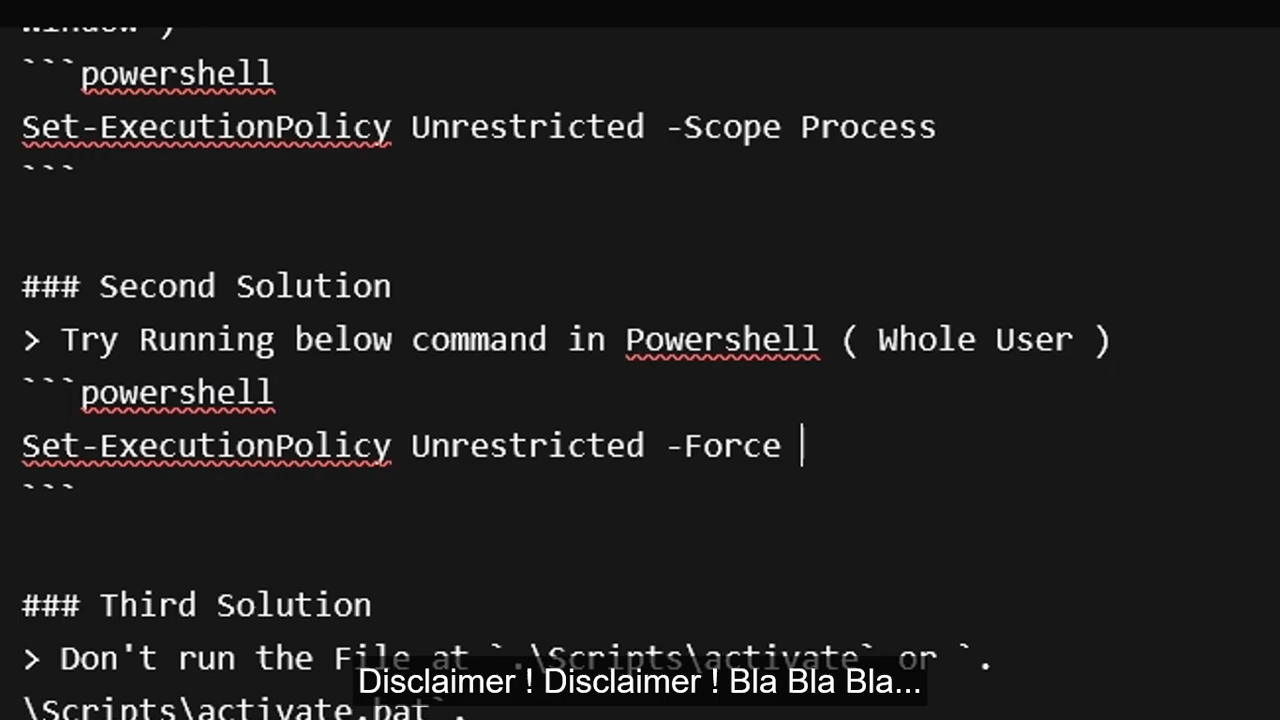 window )
```powershell
Set-ExecutionPolicy Unrestricted -Scope Process
```
### Second Solution
> Try Running below command in Powershell ( Whole User )
```powershell
Set-ExecutionPolicy Unrestricted -Force
```
### Third Solution
> Don't run the File at `.\Scripts\activate` or `.
\Scripts\activate.bat`.
Disclaimer ! Disclaimer ! Bla Bla Bla...